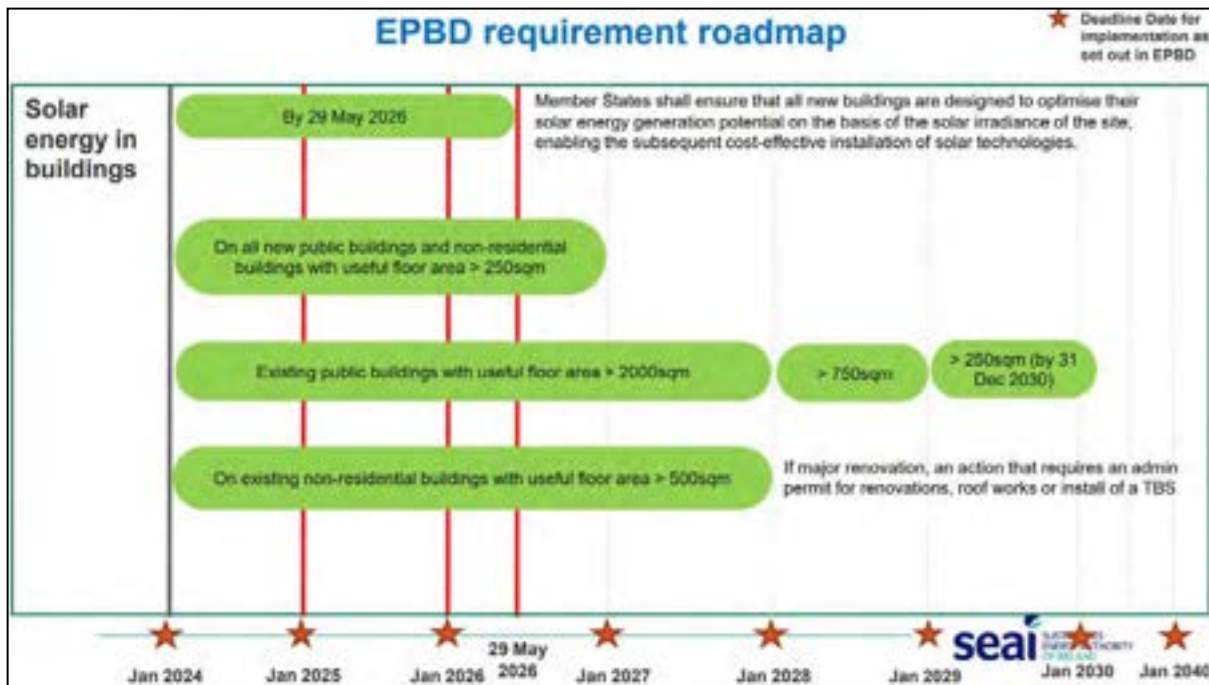 EPBD requirement roadmap
Deadline Date for
implementation as
set out in EPBD
Solar
energy in
buildings
By 29 May 2026
Member States shall ensure that all new buildings are designed to optimise their
solar energy generation potential on the basis of the solar irradiance of the site,
enabling the subsequent cost-effective installation of solar technologies.
On all new public buildings and non-residential
buildings with useful floor area > 250sqm
Existing public buildings with useful floor area > 2000sqm
> 750sqm
> 250sqm (by 31
Dec 2030)
On existing non-residential buildings with useful floor area > 500sqm
If major renovation, an action that requires an admin
permit for renovations, roof works or install of a TBS
Jan 2024
Jan 2025
Jan 2026
29 May
2026
Jan 2027
Jan 2028
Jan 2029
seai
OF IRELAND
Jan 2030
Jan 2040